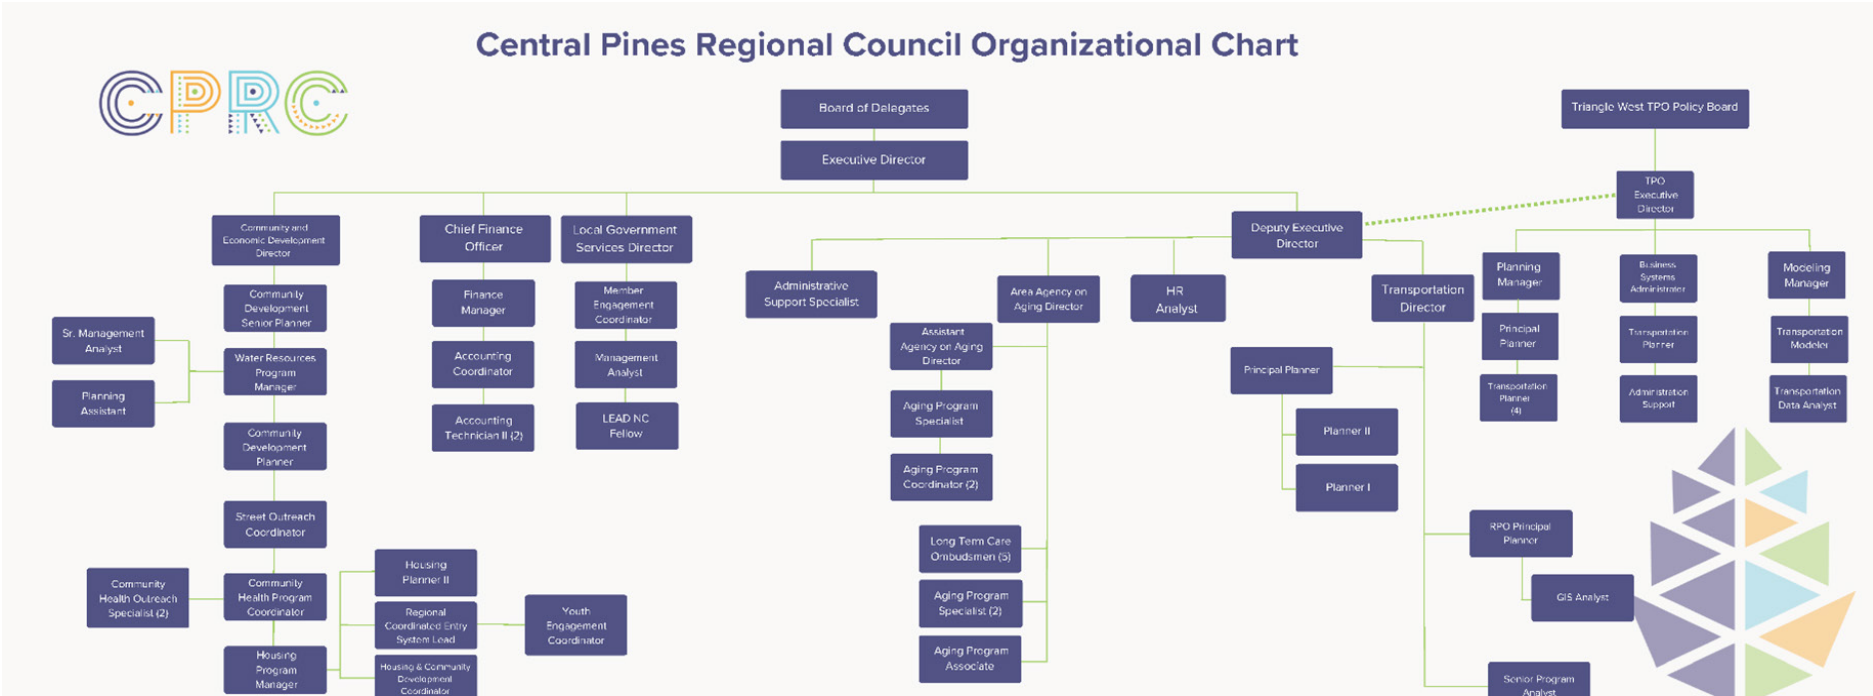 Central Pines Regional Council Organizational Chart
CPRC
Board of Delegates
Executive Director
Triangle West TPO Policy Board
TPO
Executive
Director
Community and
Economic Development
Director
Community
Development
Senior Planner
Sr. Management
Analyst
Planning
Assistant
Water Resources
Program
Manager
Community
Development
Planner
Street Outreach
Coordinator
Community
Health Outreach
Specialist (2)
Community
Health Program
Coordinator
Housing
Program
Manager
Housing
Planner II
Regional
Coordinated Entry
System Lead
Youth
Engagement
Coordinator
Housing & Community
Development
Coordinator
Chief Finance
Officer
Finance
Manager
Accounting
Coordinator
Accounting
Technician II (2)
Local Government
Services Director
Member
Engagement
Coordinator
Management
Analyst
LEAD NC
Fellow
Deputy Executive
Director
Administrative
Support Specialist
Area Agency on
Aging Director
Assistant
Agency on Aging
Director
Aging Program
Specialist
Aging Program
Coordinator (2)
Long Term Care
Ombudsmen (5)
Aging Program
Specialist (2)
Aging Program
Associate
HR
Analyst
Transportation
Director
Principal Planner
Planner II
Planner I
RPO Principal
Plannor
GIS Analyst
Senior Program
Analyst
Planning
Manager
Principal
Planner
Transportation
Planner
(4)
Business
Systems
Administrator
Transportation
Planner
Administration
Support
Modeling
Manager
Transportation
Modeler
Transportation
Data Analyst